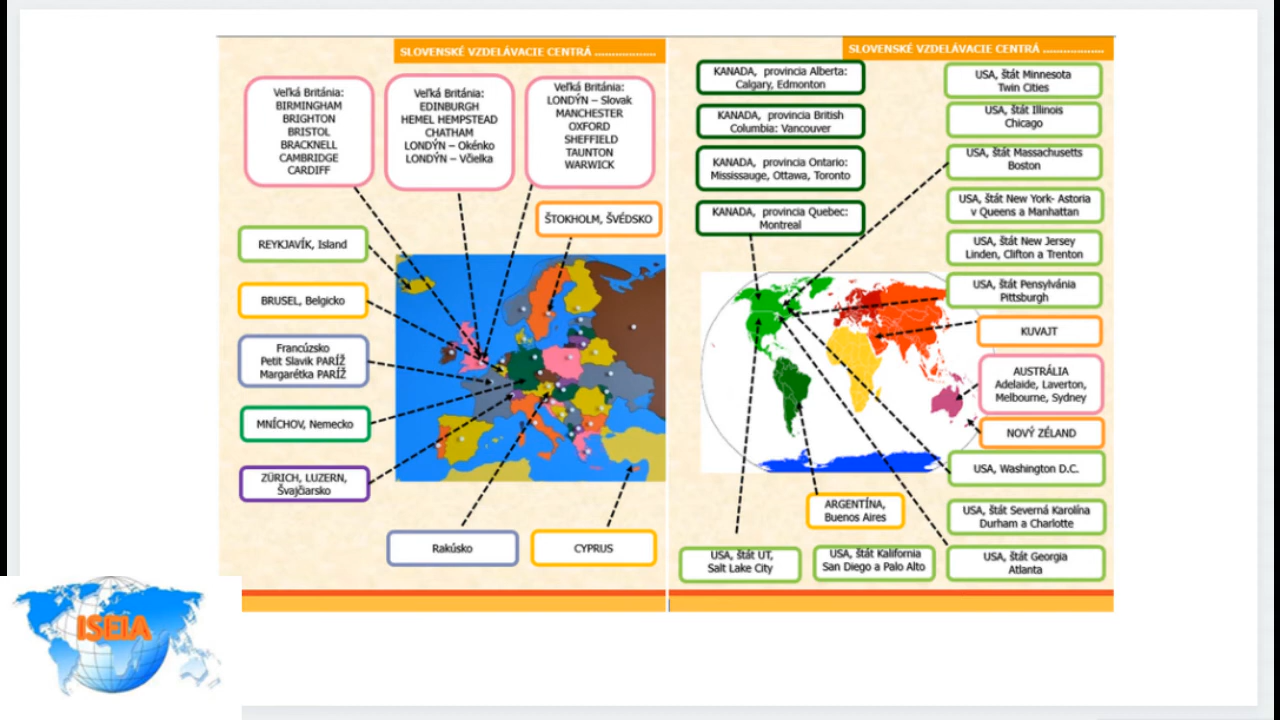 SLOVENSKÉ VZDELÁVACIE CENTRÁ ..................
Veľká Británia:
BIRMINGHAM
BRIGHTON
BRISTOL
BRACKNELL
CAMBRIDGE
CARDIFF
Veľká Británia:
EDINBURGH
HEMEL HEMPSTEAD
CHATHAM
LONDÝN – Okénko
LONDÝN – Včielka
Veľká Británia:
LONDÝN – Slovak
MANCHESTER
OXFORD
SHEFFIELD
TAUNTON
WARWICK
ŠTOKHOLM, ŠVÉDSKO
REYKJAVÍK, Island
BRUSEL, Belgicko
Francúzsko
Petit Slavik PARÍŽ
Margarétka PARÍŽ
MNÍCHOV, Nemecko
ZÜRICH, LUZERN,
Švajčiarsko
Rakúsko
CYPRUS
SLOVENSKÉ VZDELÁVACIE CENTRÁ ..................
KANADA, provincia Alberta:
Calgary, Edmonton
KANADA, provincia British
Columbia: Vancouver
KANADA, provincia Ontario:
Mississauge, Ottawa, Toronto
KANADA, provincia Quebec:
Montreal
USA, štát Minnesota
Twin Cities
USA, štát Illinois
Chicago
USA, štát Massachusetts
Boston
USA, štát New York- Astoria
v Queens a Manhattan
USA, štát New Jersey
Linden, Clifton a Trenton
USA, štát Pensylvánia
Pittsburgh
KUVAJT
AUSTRÁLIA
Adelaide, Laverton,
Melbourne, Sydney
NOVÝ ZÉLAND
USA, Washington D.C.
ARGENTÍNA,
Buenos Aires
USA, štát Severná Karolína
Durham a Charlotte
USA, štát UT,
Salt Lake City
USA, štát Kalifornia
San Diego a Palo Alto
USA, štát Georgia
Atlanta
ISEIA